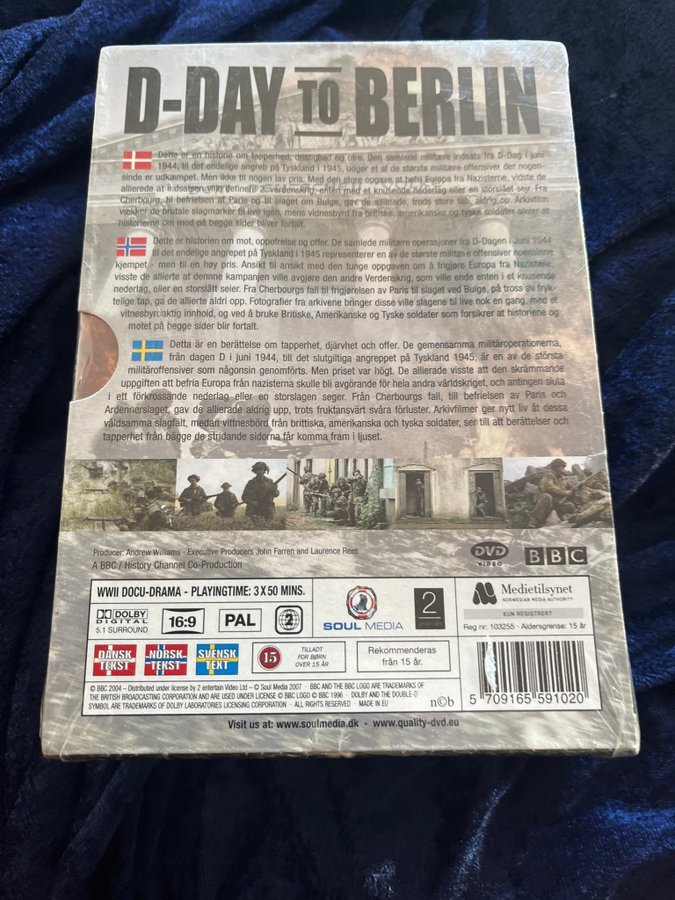 D-DAY TO BERLIN
Dette er en historie om tapperhed, dristighed og ofre. Den samlede militære indsats fra D-Dag i juni
1944, til det endelige angreb på Tyskland i 1945, udgør et af de største militære offensiver der nogen-
sinde er udkæmpet. Men ikke til nogen lav pris. Med den store opgave at befri Europa fra Nazisterne, vidste de
allierede at indsatsen ville definere 2. verdenskrig, enten med et knusende nederlag eller en storslået sejr. Fra
Cherbourg, til befrielsen af Paris og til slaget om Bulge, gav de allierede, trods store tab, aldrig op. Arkivfilm
vækker de brutale slagmarker til live igen, mens vidnesbyrd fra britiske, amerikanske og tyske soldater sikrer at
historierne om mod på begge sider bliver fortalt.
Dette er historien om mot, oppofrelse og offer. De samlede militære operasjoner fra D-Dagen i Juni 1944
til det endelige angrepet på Tyskland i 1945 representerer en av de største militære offensiver noensinne
kjempet - men til en høy pris. Ansikt til ansikt med den tunge oppgaven om å frigjøre Europa fra Nazistene,
visste de allierte at dennne kampanjen ville avgjøre den andre Verdenskrig, som ville ende enten i et knusende
nederlag, eller en storslått seier. Fra Cherbourgs fall til frigjørelsen av Paris til slaget ved Bulge, på tross av fryk-
telige tap, ga de allierte aldri opp. Fotografier fra arkivene bringer disse ville slagene til live nok en gang, med et
vitnesbyrdaktig innhold, og ved å bruke Britiske, Amerikanske og Tyske soldater som forsikrer at historiene og
motet på begge sider blir fortalt.
Detta är en berättelse om tapperhet, djärvhet och offer. De gemensamma militäroperationerna,
från dagen D i juni 1944, till det slutgiltiga angreppet på Tyskland 1945, är en av de största
militäroffensiver som någonsin genomförts. Men priset var högt. De allierade visste att den skrämmande
uppgiften att befria Europa från nazisterna skulle bli avgörande för hela andra världskriget, och antingen sluta
i ett förkrossande nederlag eller en storslagen seger. Från Cherbourgs fall, till befrielsen av Paris och
Ardennerslaget, gav de allierade aldrig upp, trots fruktansvärt svåra förluster. Arkivfilmer ger nytt liv åt dessa
våldsamma slagfält, medan vittnesbörd från brittiska, amerikanska och tyska soldater, ser till att berättelser och
tapperhet från bägge de stridande sidorna får komma fram i ljuset.
Producer: Andrew Williams · Executive Producers John Farren and Laurence Rees
A BBC / History Channel Co-Production
DVD VIDEO
BBC
WWII DOCU-DRAMA - PLAYINGTIME: 3 X 50 MINS.
DOLBY DIGITAL
5.1 SURROUND
16:9
PAL
2
SOUL MEDIA
2
Medietilsynet
NORWEGIAN MEDIA AUTHORITY
KUN REGISTRERT
Reg nr: 103255 - Aldersgrense: 15 år
DANSK TEKST
NORSK TEKST
SVENSK TEXT
15
TILLADT
FOR BØRN
OVER 15 ÅR
Rekommenderas
från 15 år.
5 709165 591020
© BBC 2004 – Distributed under license by 2 entertain Video Ltd – © Soul Media 2007 · BBC AND THE BBC LOGO ARE TRADEMARKS OF
THE BRITISH BROADCASTING CORPORATION AND ARE USED UNDER LICENSE © BBC LOGO © BBC 1996 · DOLBY AND THE DOUBLE-D
SYMBOL ARE TRADEMARKS OF DOLBY LABORATORIES LICENSING CORPORATION · ALL RIGHTS RESERVED · MADE IN EU
n©b
Visit us at: www.soulmedia.dk · www.quality-dvd.eu